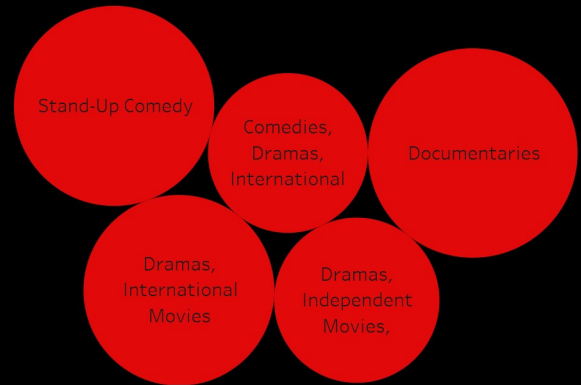 Stand-Up Comedy
Comedies,
Dramas,
International
Documentaries
Dramas,
International
Movies
Dramas,
Independent
Movies,